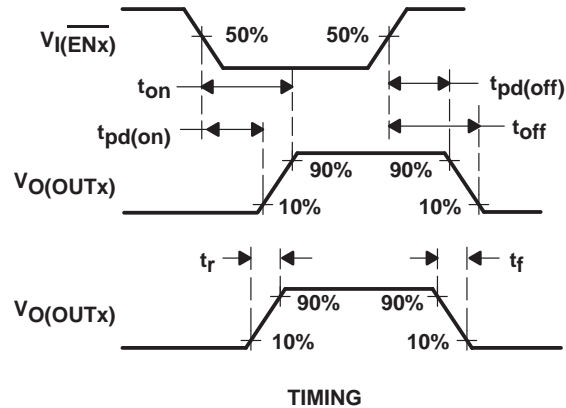 V_I(E̅N̅x̅)
50%
50%
t_on
t_pd(off)
t_pd(on)
t_off
V_O(OUTx)
90%
90%
10%
10%
t_r
t_f
V_O(OUTx)
90%
90%
10%
10%
TIMING